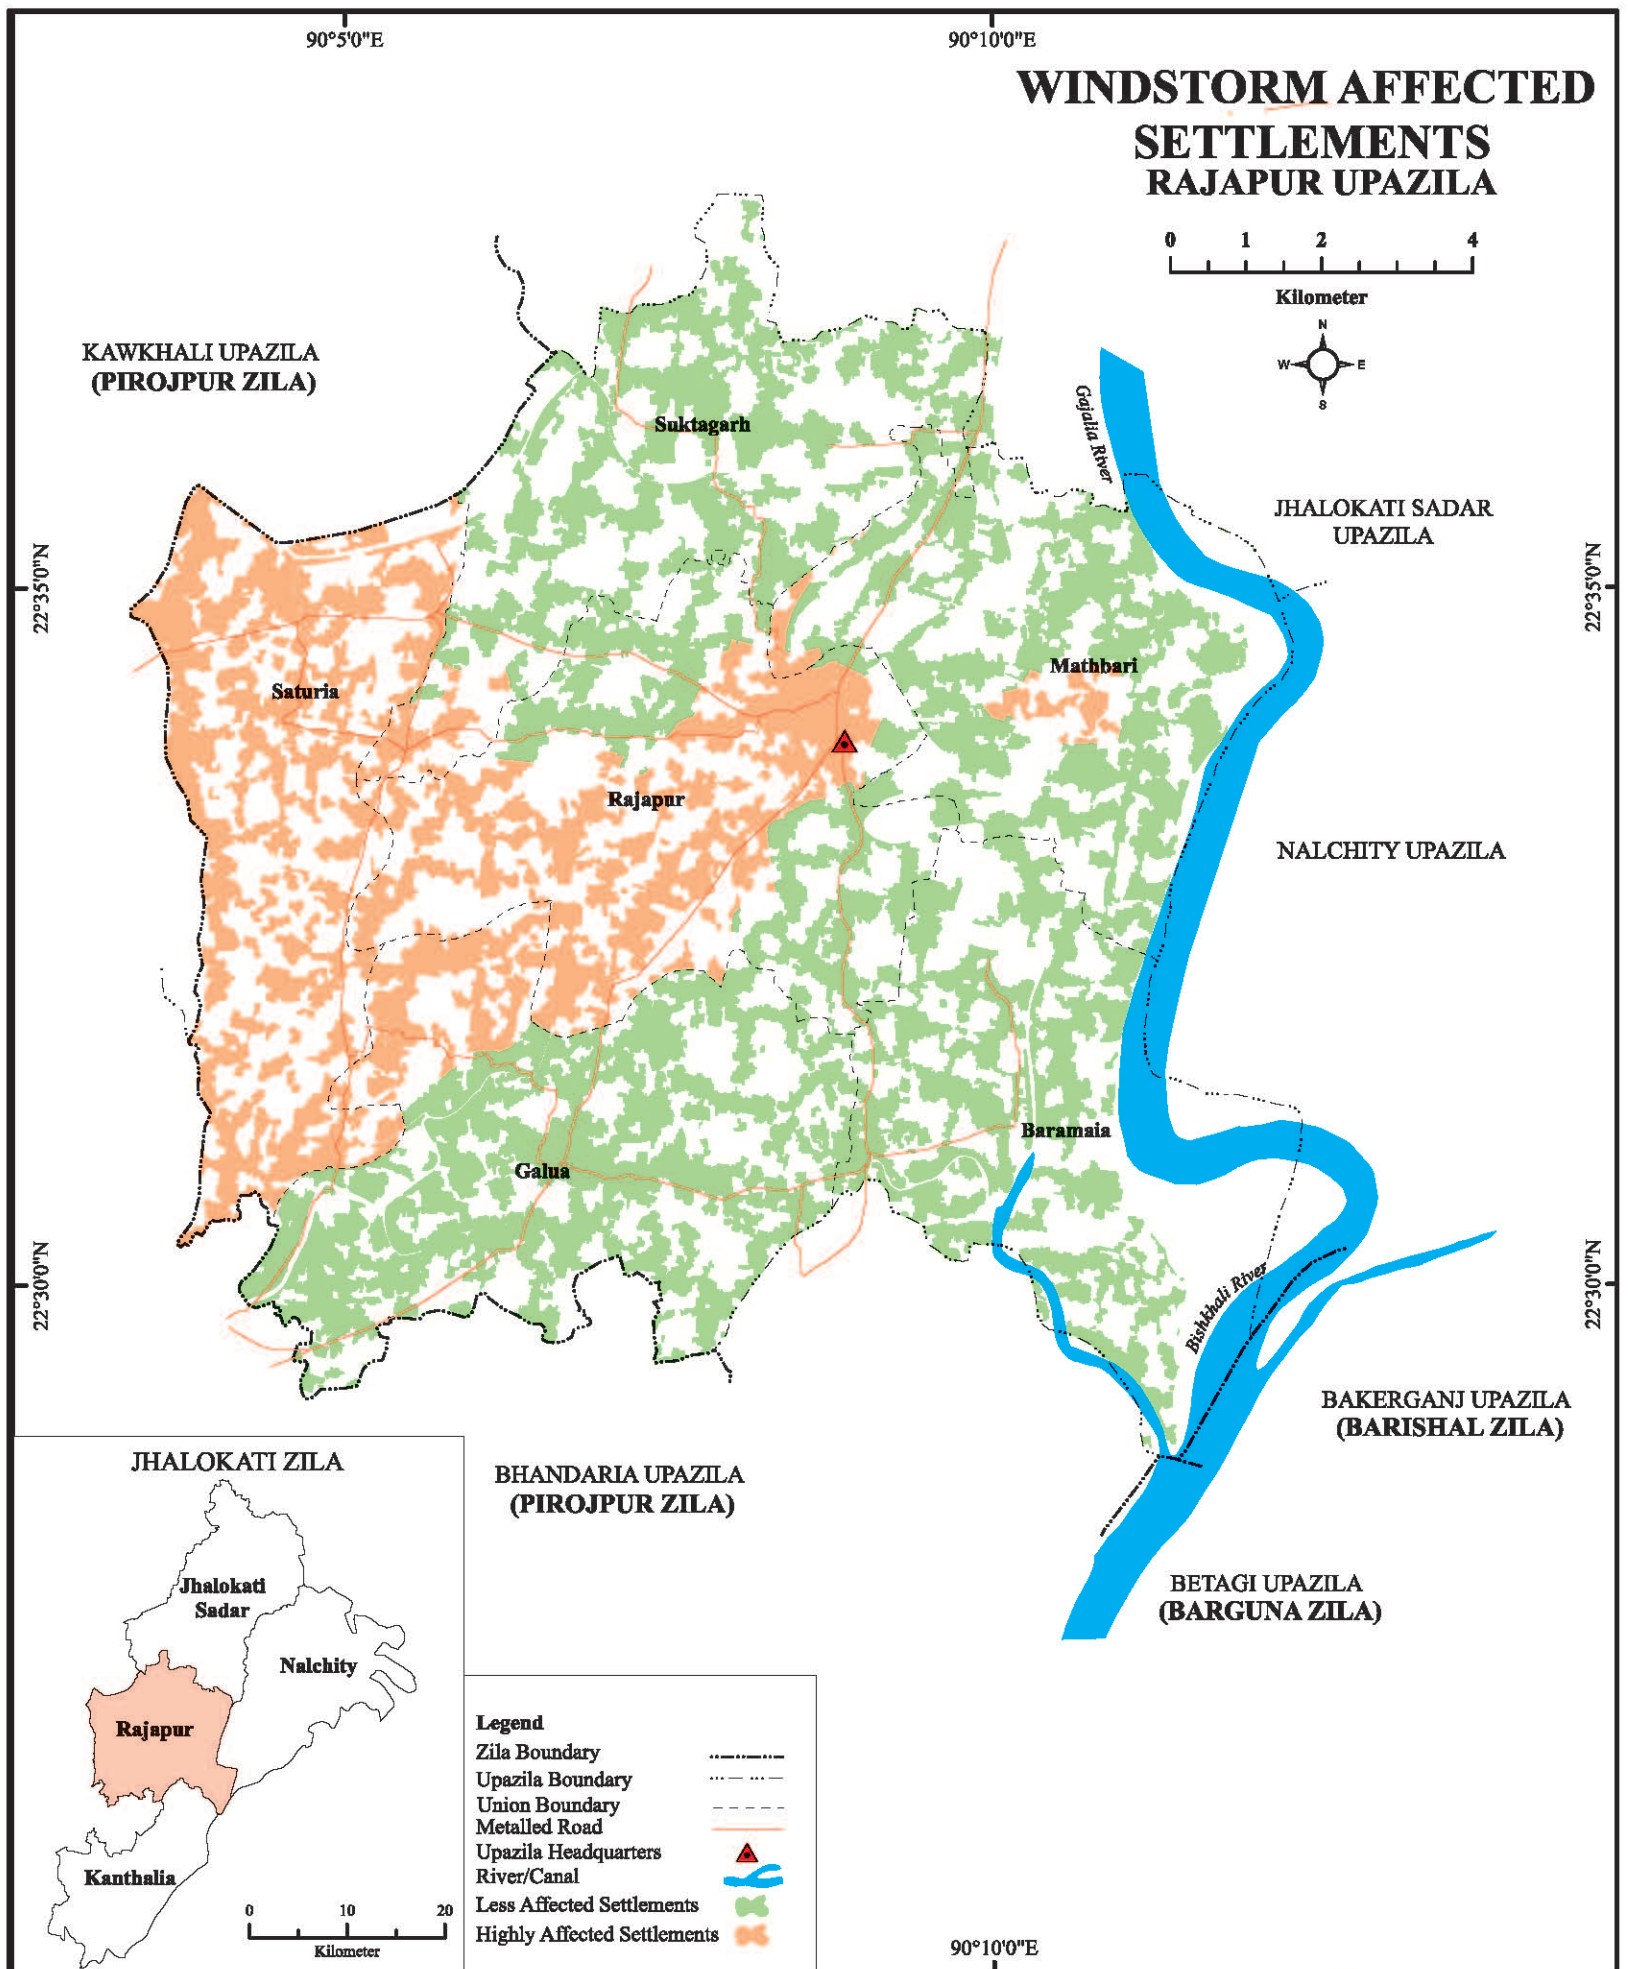 90°5'0"E
90°10'0"E
WINDSTORM AFFECTED
SETTLEMENTS
RAJAPUR UPAZILA
0 1 2 4
Kilometer
N
W E
S
KAWKHALI UPAZILA
(PIROJPUR ZILA)
Gajalia River
Suktagarh
JHALOKATI SADAR
UPAZILA
22°35'0"N
22°35'0"N
Mathbari
Saturia
Rajapur
NALCHITY UPAZILA
Baramaia
Galua
22°30'0"N
22°30'0"N
Bishkhali River
BAKERGANJ UPAZILA
(BARISHAL ZILA)
BHANDARIA UPAZILA
(PIROJPUR ZILA)
BETAGI UPAZILA
(BARGUNA ZILA)
JHALOKATI ZILA
Jhalokati
Sadar
Nalchity
Rajapur
Kanthalia
0 10 20
Kilometer
Legend
Zila Boundary
Upazila Boundary
Union Boundary
Metalled Road
Upazila Headquarters
River/Canal
Less Affected Settlements
Highly Affected Settlements
90°10'0"E